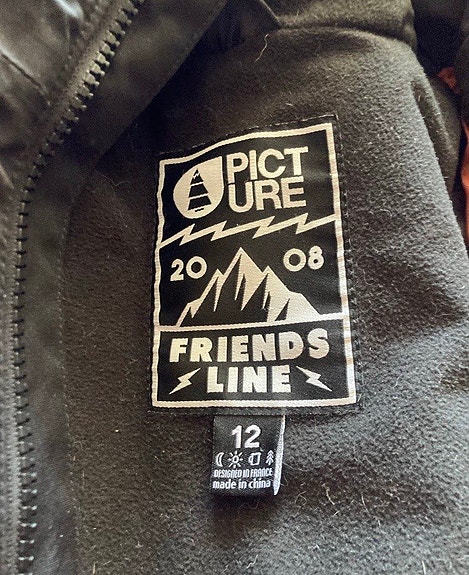 PICT
URE
20 08
FRIENDS
LINE
12
DESIGNED IN FRANCE
made in china